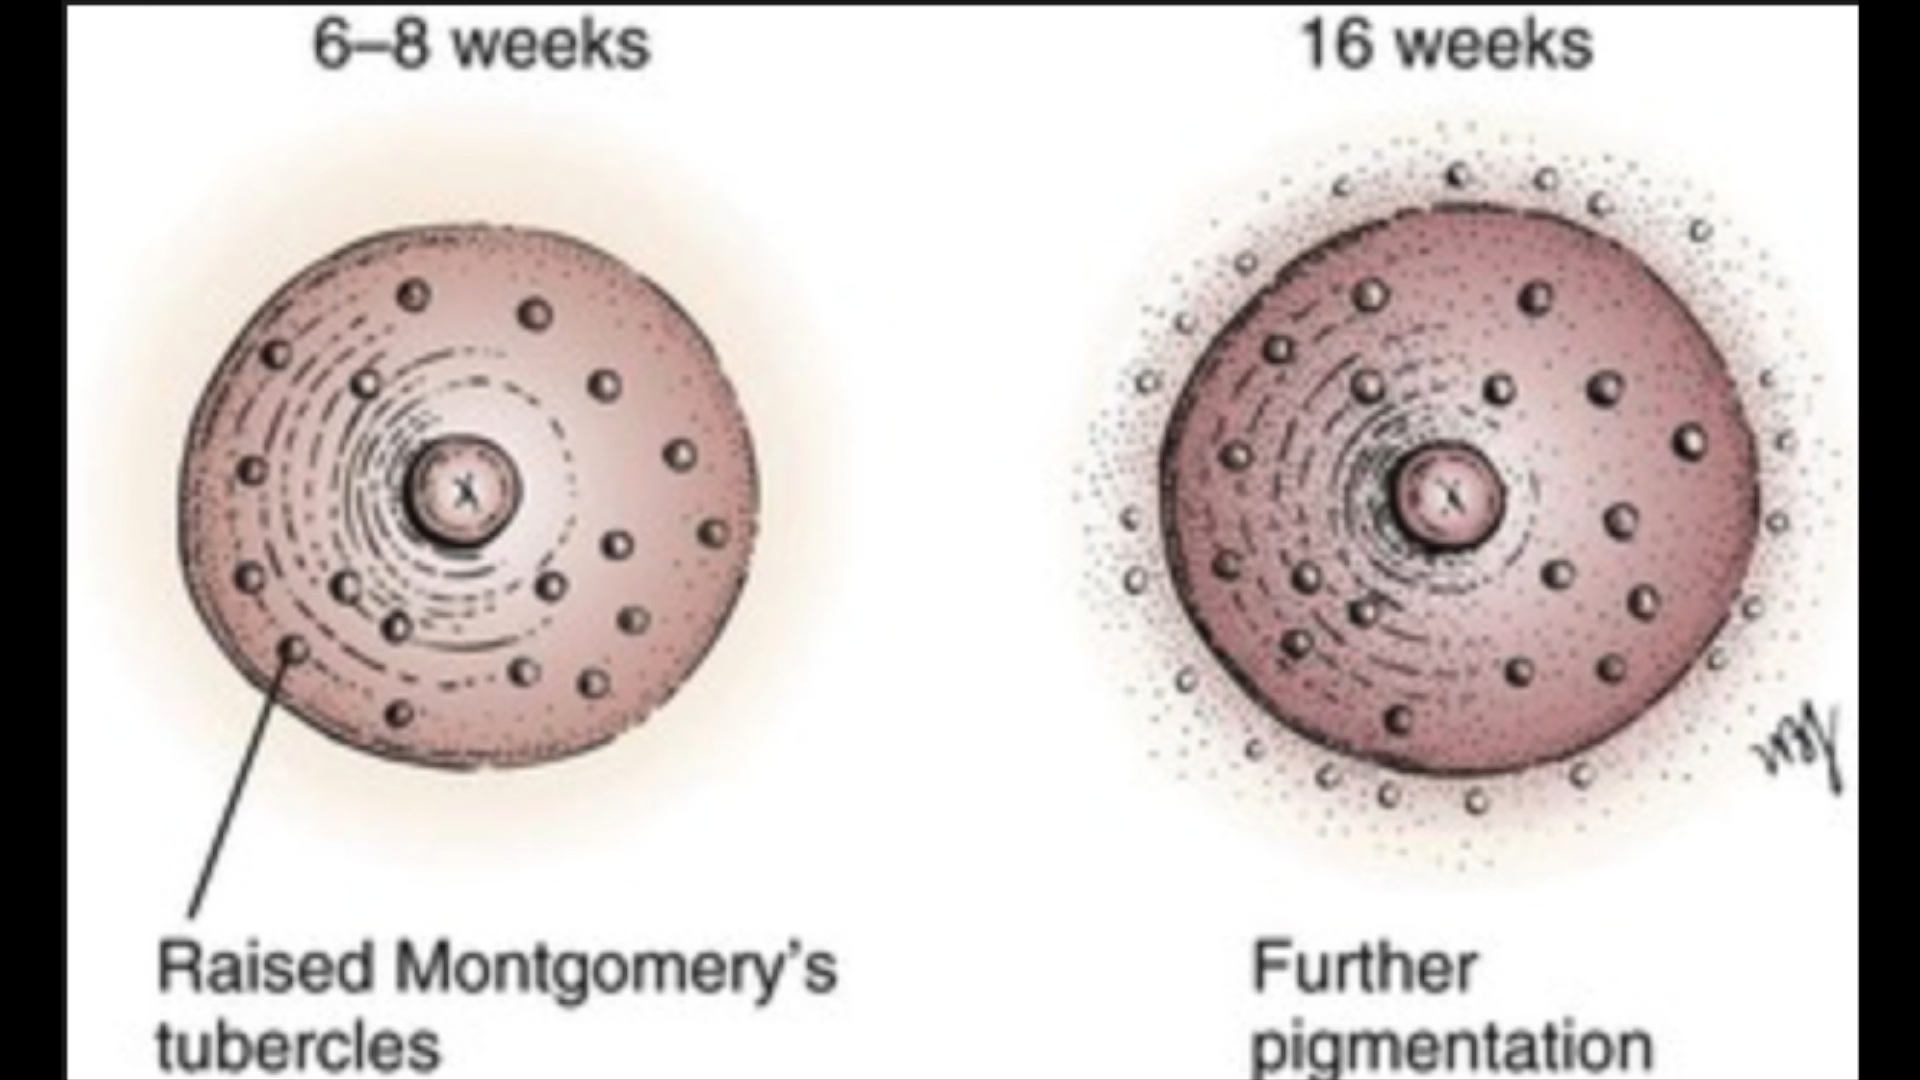 6–8 weeks
16 weeks
Raised Montgomery's
tubercles
Further
pigmentation